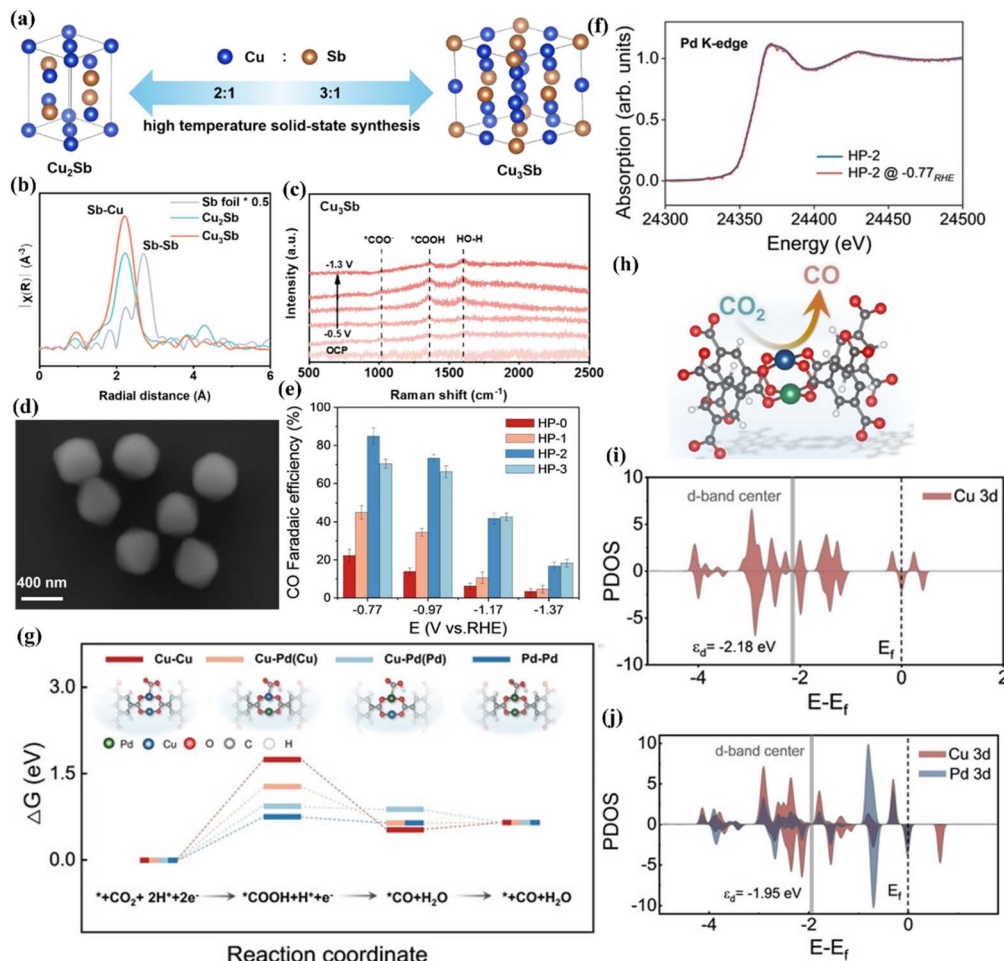 (a)
Cu : Sb
2:1 3:1
high temperature solid-state synthesis
Cu₂Sb
Cu₃Sb
(b)
Sb-Cu
Sb foil * 0.5
Cu₂Sb
Cu₃Sb
Sb-Sb
|χ(R)| (Å⁻³)
0 2 4 6
Radial distance (Å)
(c)
Cu₃Sb
*COO⁻ *COOH HO-H
-1.3 V
-0.5 V
OCP
Intensity (a.u.)
500 1000 1500 2000 2500
Raman shift (cm⁻¹)
(d)
400 nm
(e)
CO Faradaic efficiency (%)
100
80
60
40
20
0
HP-0
HP-1
HP-2
HP-3
-0.77 -0.97 -1.17 -1.37
E (V vs.RHE)
(f)
Pd K-edge
Absorption (arb. units)
1.0
0.5
0.0
HP-2
HP-2 @ -0.77RHE
24300 24350 24400 24450 24500
Energy (eV)
(g)
Cu-Cu Cu-Pd(Cu) Cu-Pd(Pd) Pd-Pd
Pd Cu O C H
ΔG (eV)
3.0
1.5
0.0
*+CO₂+ 2H⁺+2e⁻ *COOH+H⁺+e⁻ *CO+H₂O *+CO+H₂O
Reaction coordinate
(h)
CO₂
CO
(i)
PDOS
10
5
0
-5
-10
d-band center
Cu 3d
εd= -2.18 eV
Ef
-4 -2 0 2
E-Ef
(j)
PDOS
10
5
0
-5
-10
d-band center
Cu 3d
Pd 3d
εd= -1.95 eV
Ef
-4 -2 0
E-Ef